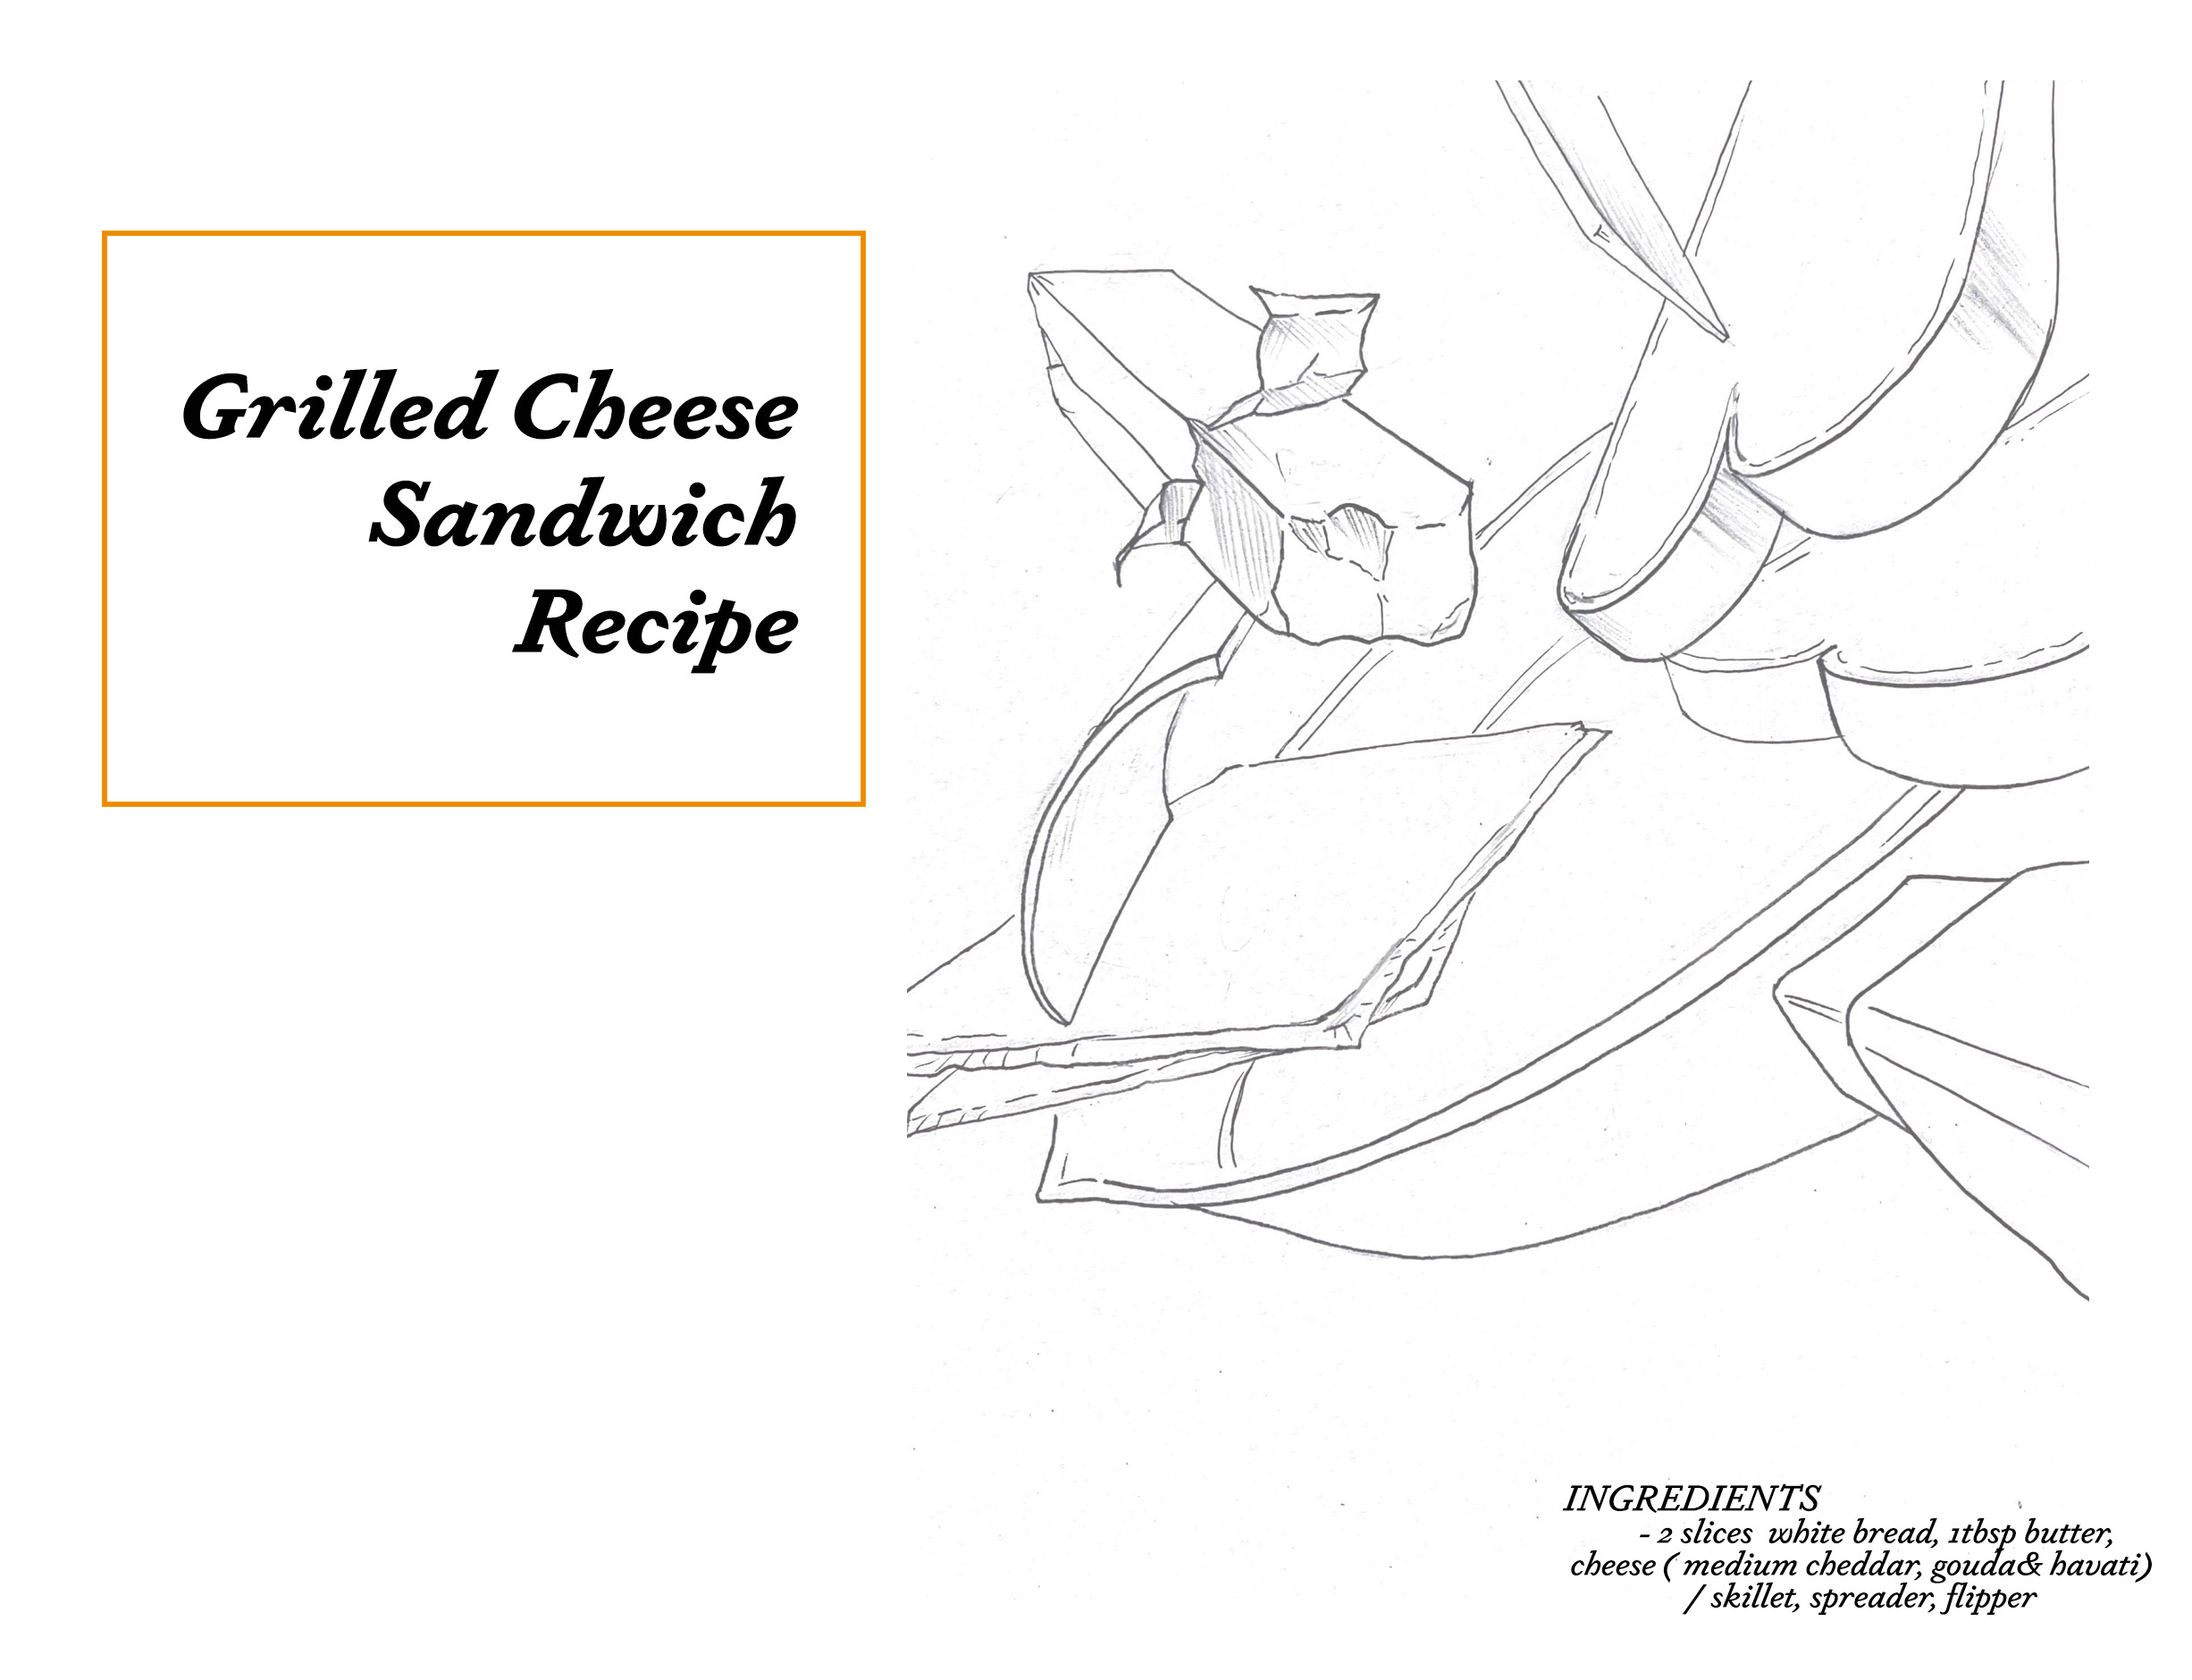 Grilled Cheese
Sandwich
Recipe
INGREDIENTS
- 2 slices white bread, 1tbsp butter,
cheese ( medium cheddar, gouda& havati)
/ skillet, spreader, flipper